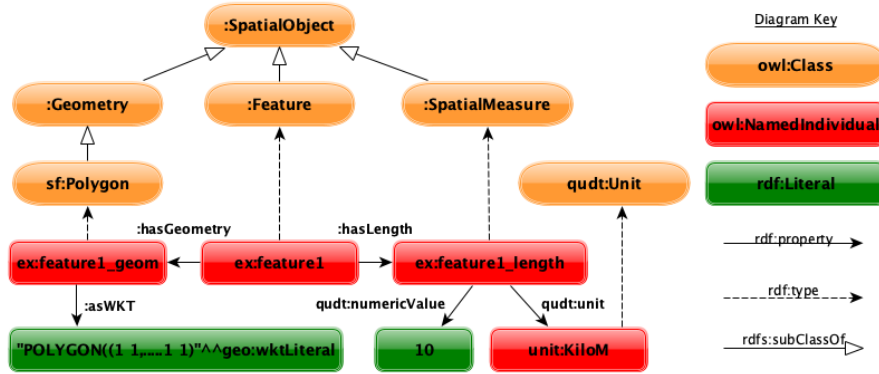 :SpatialObject
Diagram Key
owl:Class
:Geometry
:Feature
:SpatialMeasure
owl:NamedIndividual
sf:Polygon
qudt:Unit
rdf:Literal
:hasGeometry
:hasLength
rdf:property
ex:feature1_geom
ex:feature1
ex:feature1_length
:asWKT
qudt:numericValue
qudt:unit
rdf:type
"POLYGON((1 1,....1 1)"^^geo:wktLiteral
10
unit:KiloM
rdfs:subClassOf